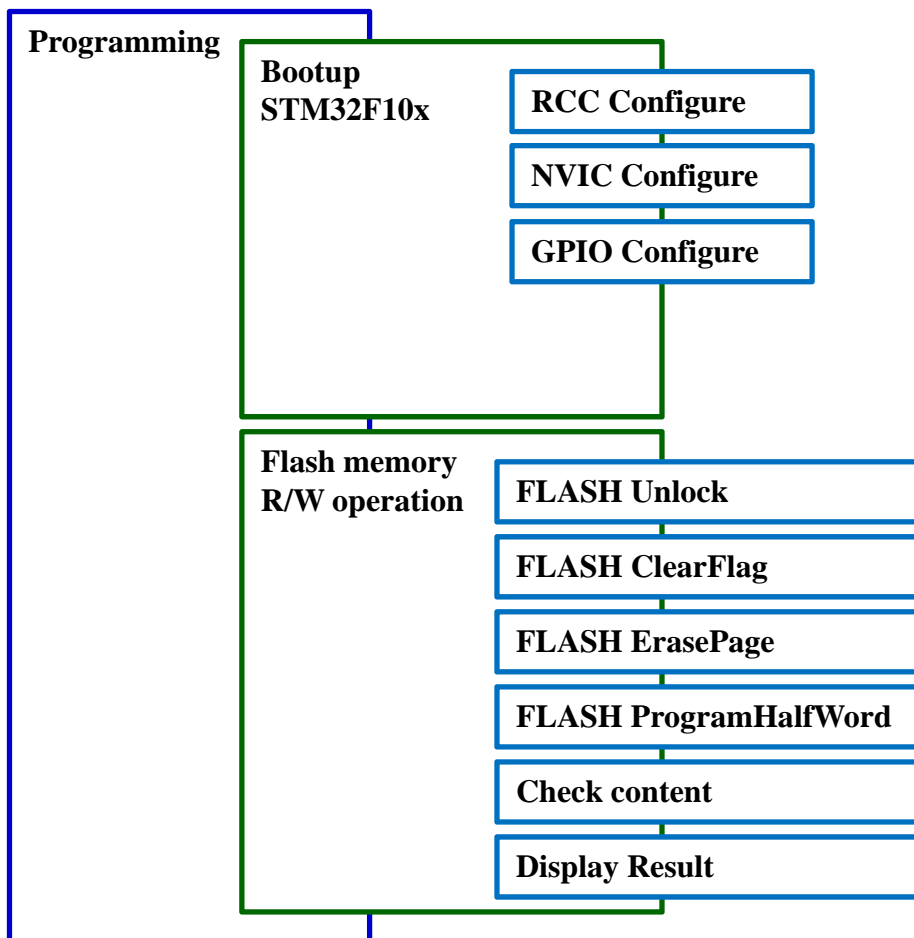 Programming
Bootup
STM32F10x
RCC Configure
NVIC Configure
GPIO Configure
Flash memory
R/W operation
FLASH Unlock
FLASH ClearFlag
FLASH ErasePage
FLASH ProgramHalfWord
Check content
Display Result